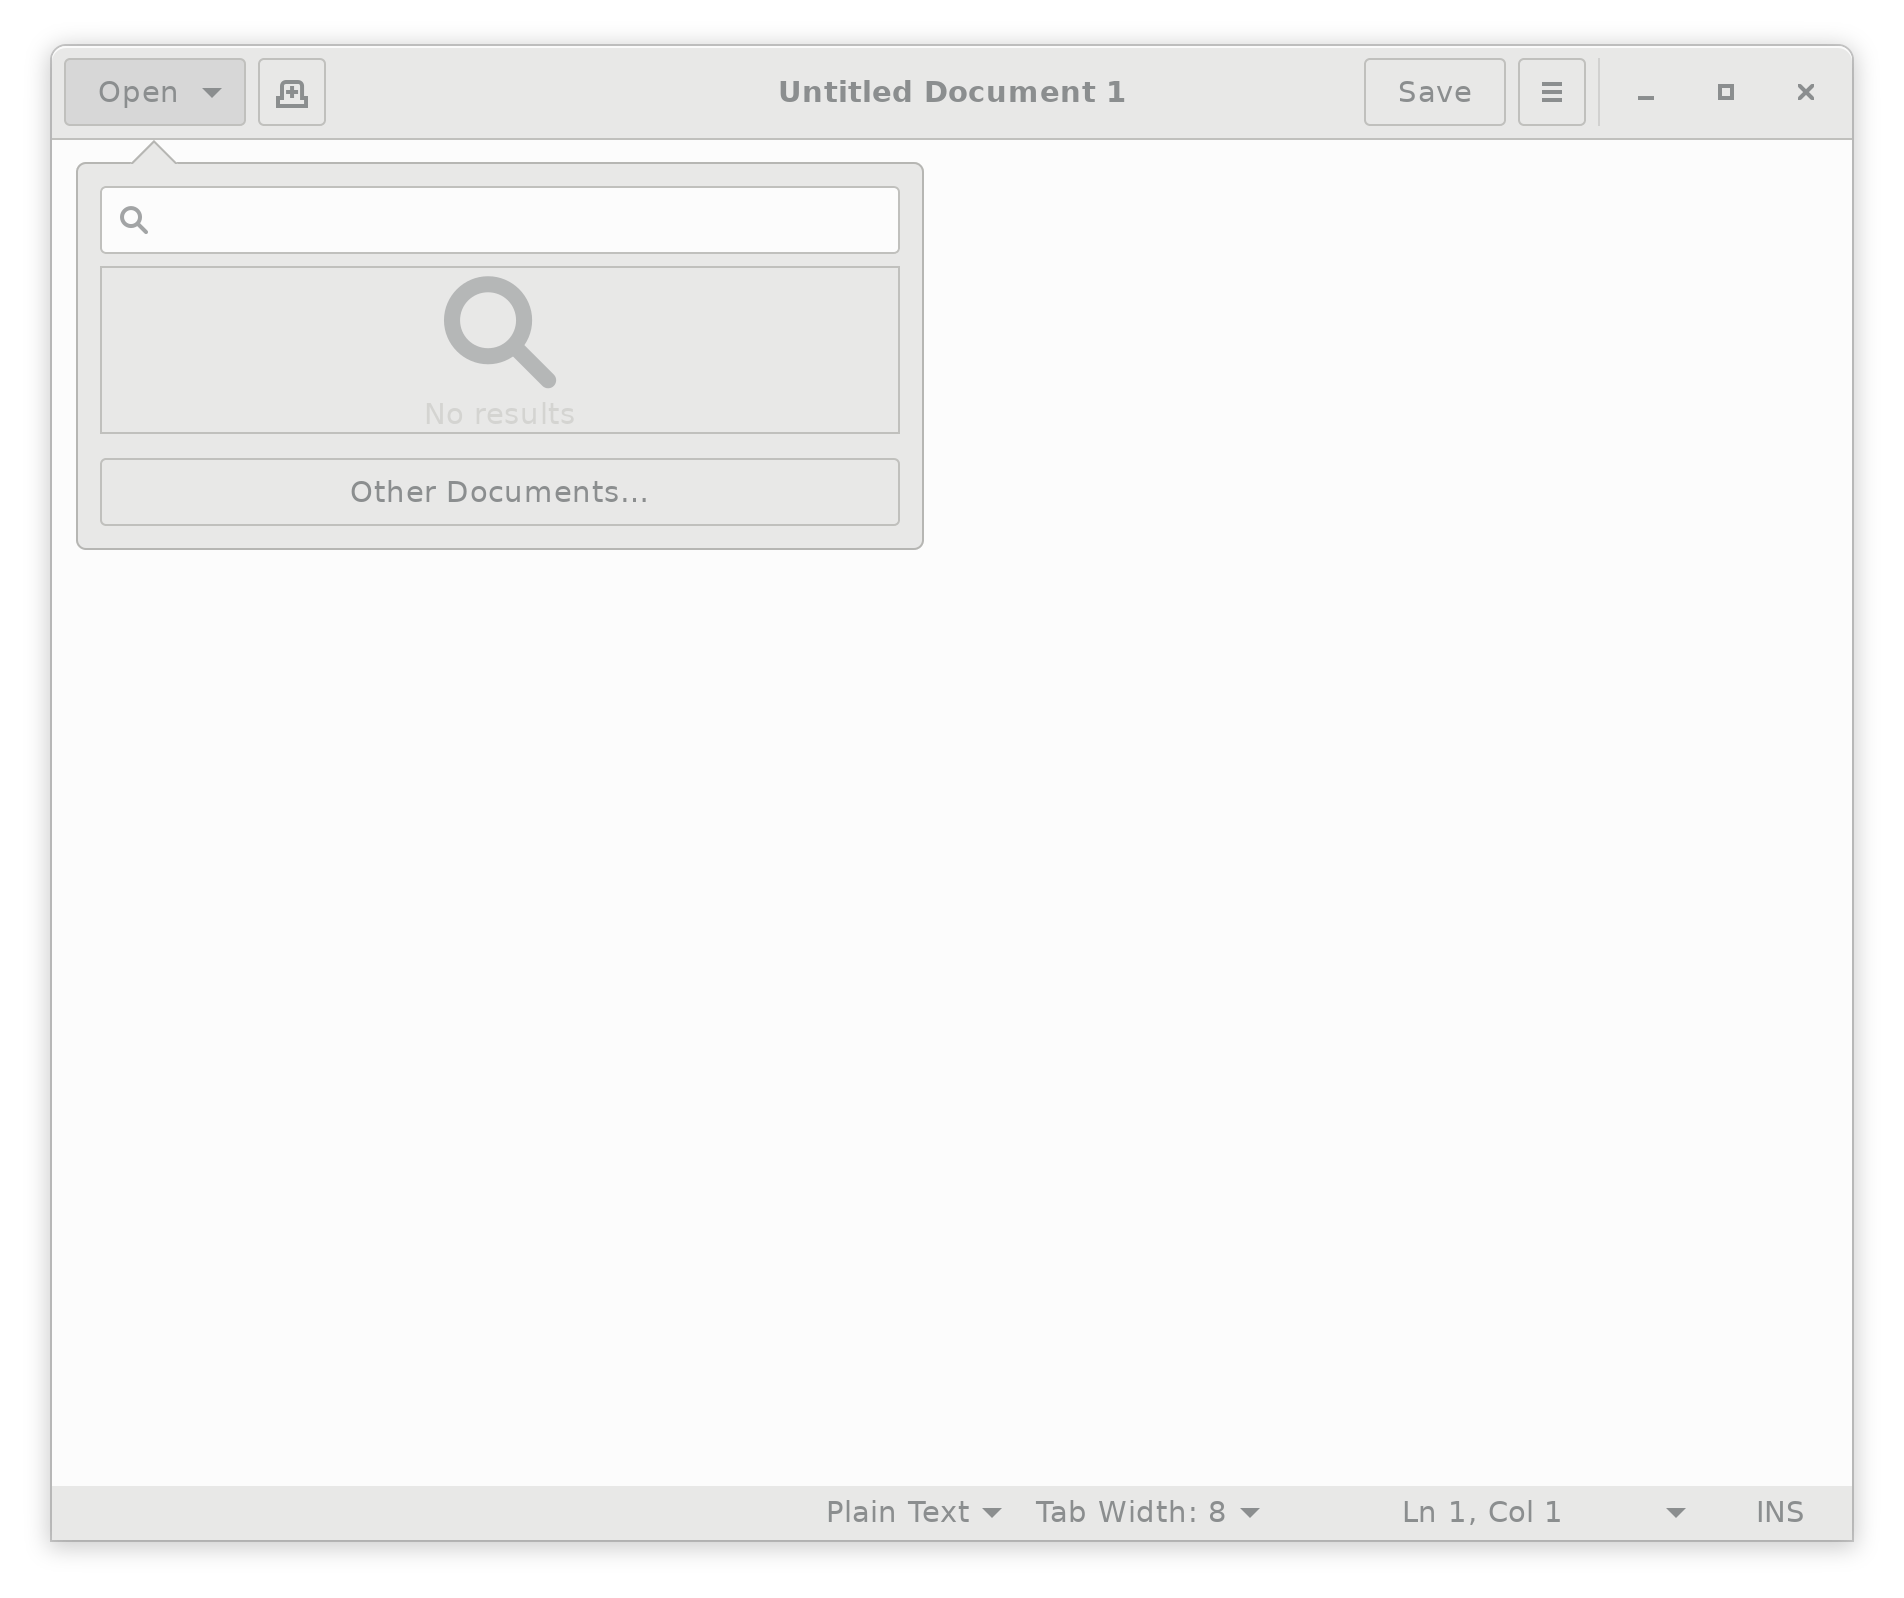 Open
Untitled Document 1
Save
No results
Other Documents...
Plain Text
Tab Width: 8
Ln 1, Col 1
INS